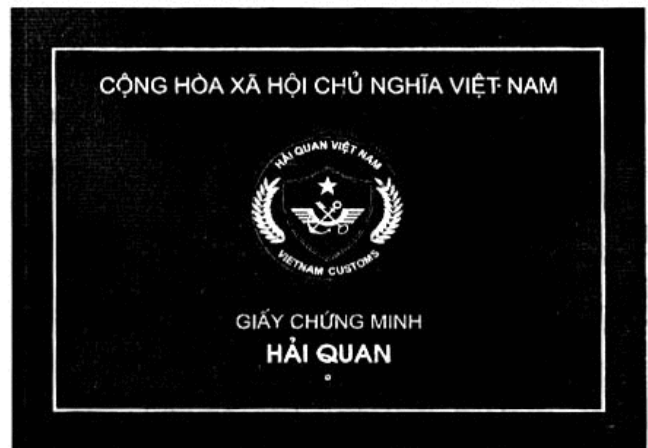 CỘNG HÒA XÃ HỘI CHỦ NGHĨA VIỆT NAM
HẢI QUAN VIỆT NAM
VIETNAM CUSTOMS
GIẤY CHỨNG MINH
HẢI QUAN